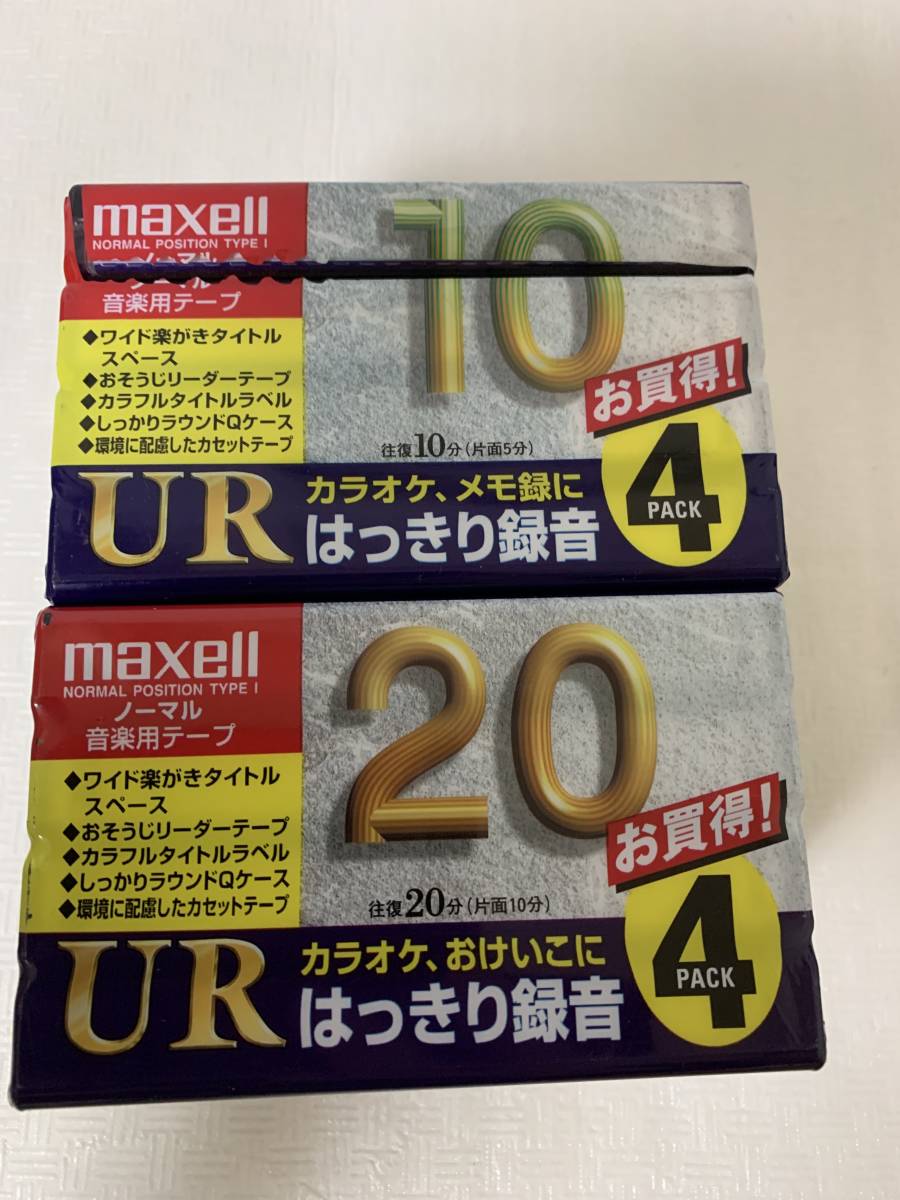 maxell
NORMAL POSITION TYPE I
ノーマル
音楽用テープ
◆ワイド楽がきタイトル
スペース
◆おそうじリーダーテープ
◆カラフルタイトルラベル
◆しっかりラウンドQケース
◆環境に配慮したカセットテープ
10
往復10分(片面5分)
お買得!
4
PACK
UR
カラオケ、メモ録に
はっきり録音
maxell
NORMAL POSITION TYPE I
ノーマル
音楽用テープ
◆ワイド楽がきタイトル
スペース
◆おそうじリーダーテープ
◆カラフルタイトルラベル
◆しっかりラウンドQケース
◆環境に配慮したカセットテープ
20
往復20分(片面10分)
お買得!
4
PACK
UR
カラオケ、おけいこに
はっきり録音